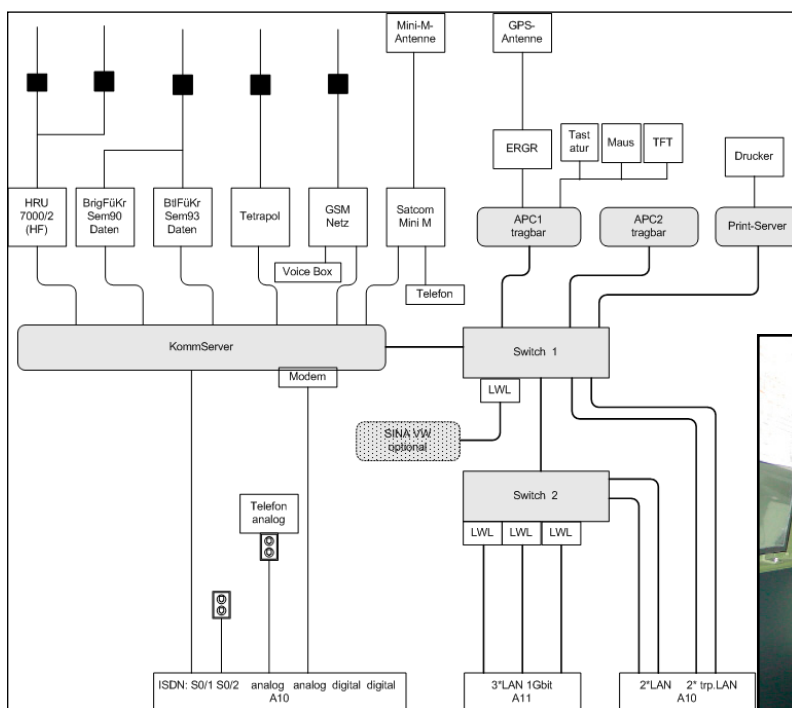 Mini-M-
Antenne
GPS-
Antenne
ERGR
Tast
atur
Maus
TFT
Drucker
HRU
7000/2
(HF)
BrigFüKr
Sem90
Daten
BtlFüKr
Sem93
Daten
Tetrapol
GSM
Netz
Satcom
Mini M
APC1
tragbar
APC2
tragbar
Print-Server
Voice Box
Telefon
KommServer
Switch 1
Modem
LWL
SINA VW
optional
Switch 2
Telefon
analog
LWL
LWL
LWL
ISDN: S0/1 S0/2 analog analog digital digital
A10
3*LAN 1Gbit
A11
2*LAN 2* trp.LAN
A10